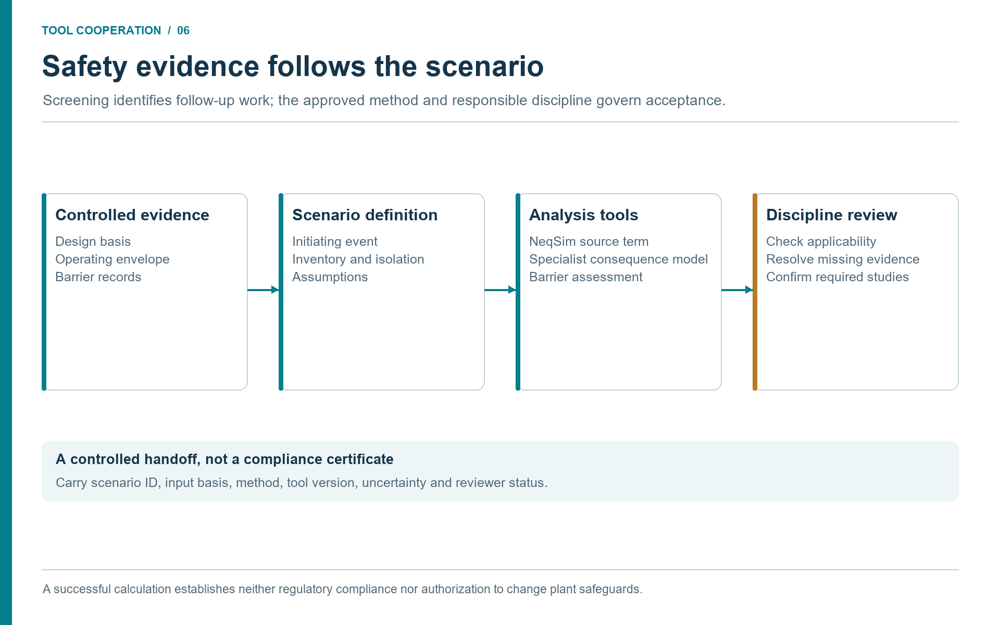 TOOL COOPERATION / 06
Safety evidence follows the scenario
Screening identifies follow-up work; the approved method and responsible discipline govern acceptance.
Controlled evidence
Design basis
Operating envelope
Barrier records
Scenario definition
Initiating event
Inventory and isolation
Assumptions
Analysis tools
NeqSim source term
Specialist consequence model
Barrier assessment
Discipline review
Check applicability
Resolve missing evidence
Confirm required studies
A controlled handoff, not a compliance certificate
Carry scenario ID, input basis, method, tool version, uncertainty and reviewer status.
A successful calculation establishes neither regulatory compliance nor authorization to change plant safeguards.